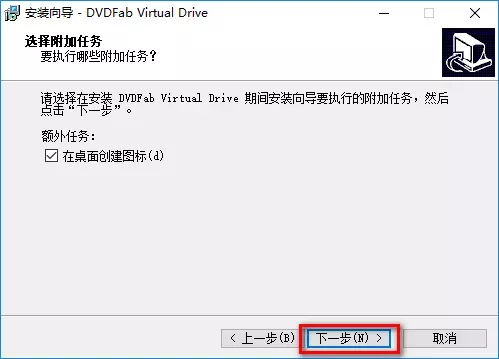 安装向导 - DVDFab Virtual Drive
选择附加任务
要执行哪些附加任务？
请选择在安装 DVDFab Virtual Drive 期间安装向导要执行的附加任务，然后
点击“下一步”。
额外任务：
在桌面创建图标(d)
< 上一步(B)
下一步(N) >
取消